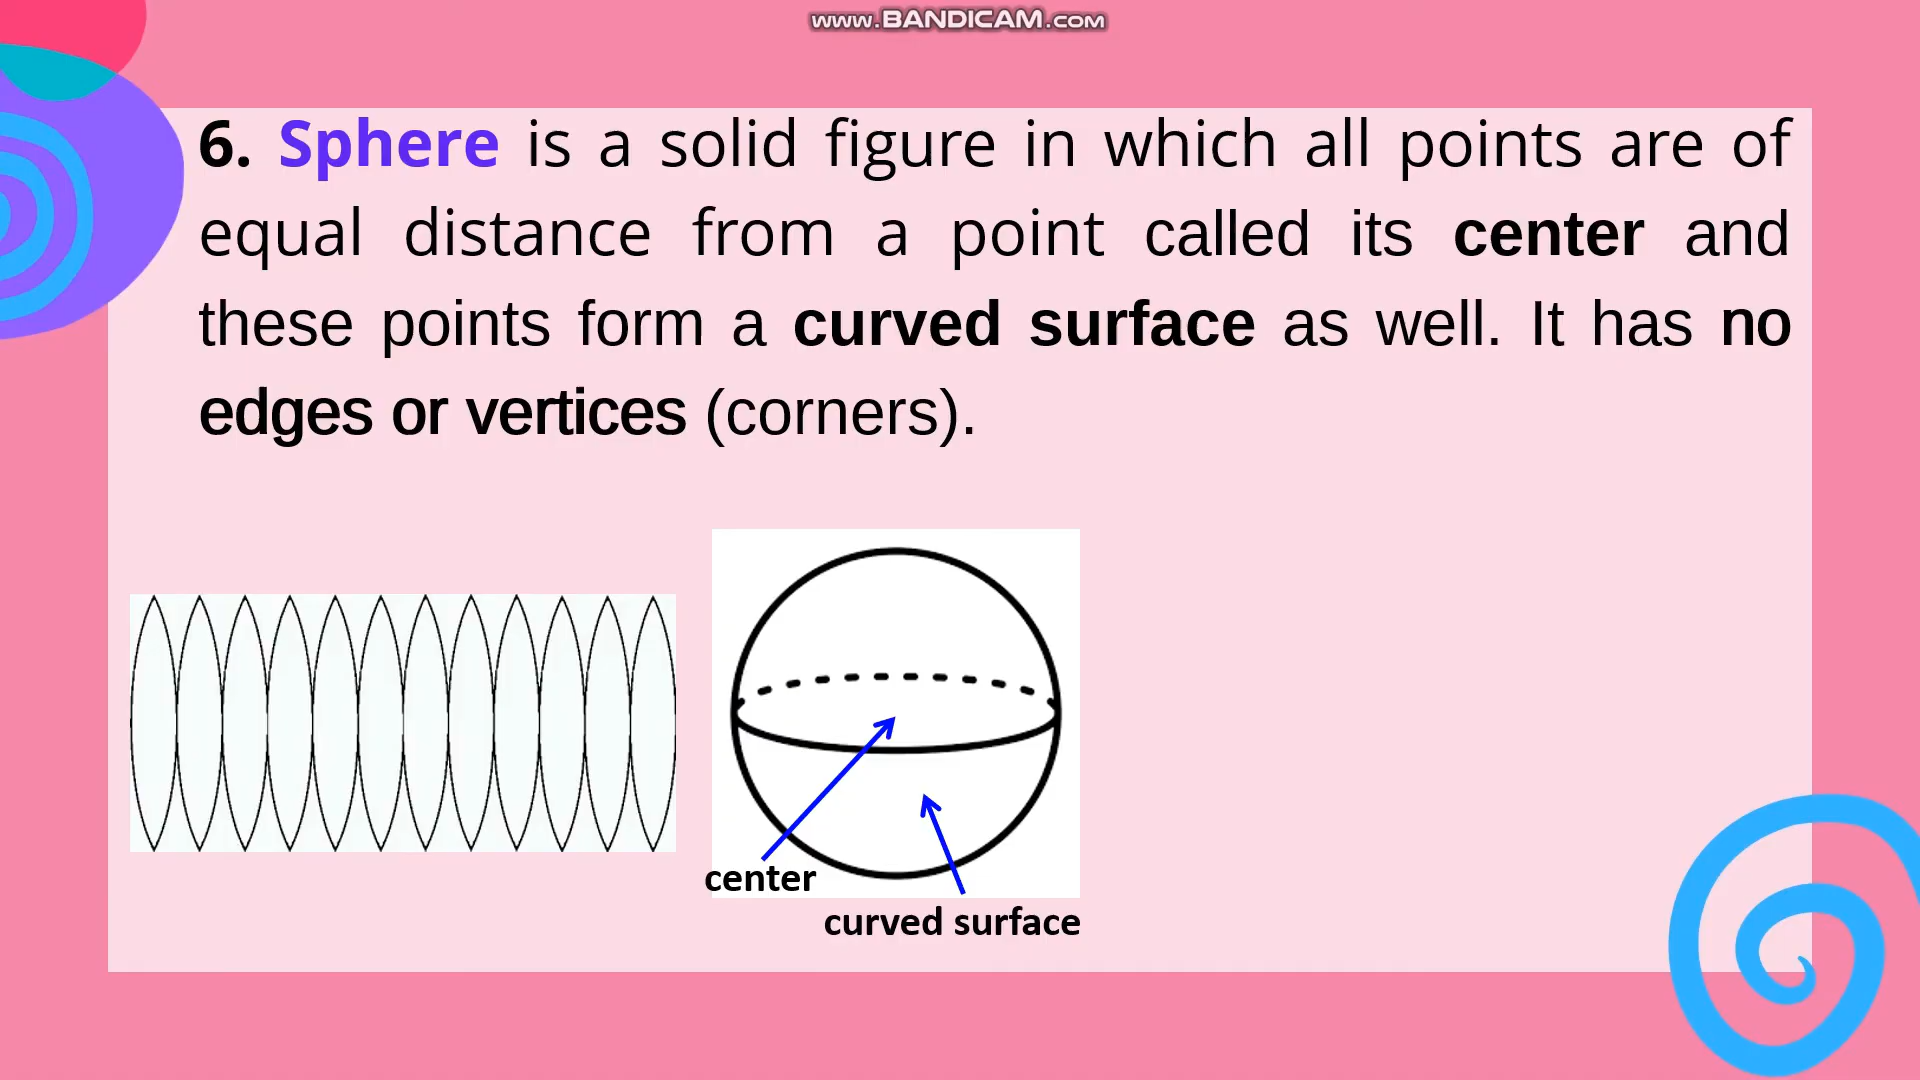 www.BANDICAM.com
6. Sphere is a solid figure in which all points are of
equal distance from a point called its center and
these points form a curved surface as well. It has no
edges or vertices (corners).
center
curved surface